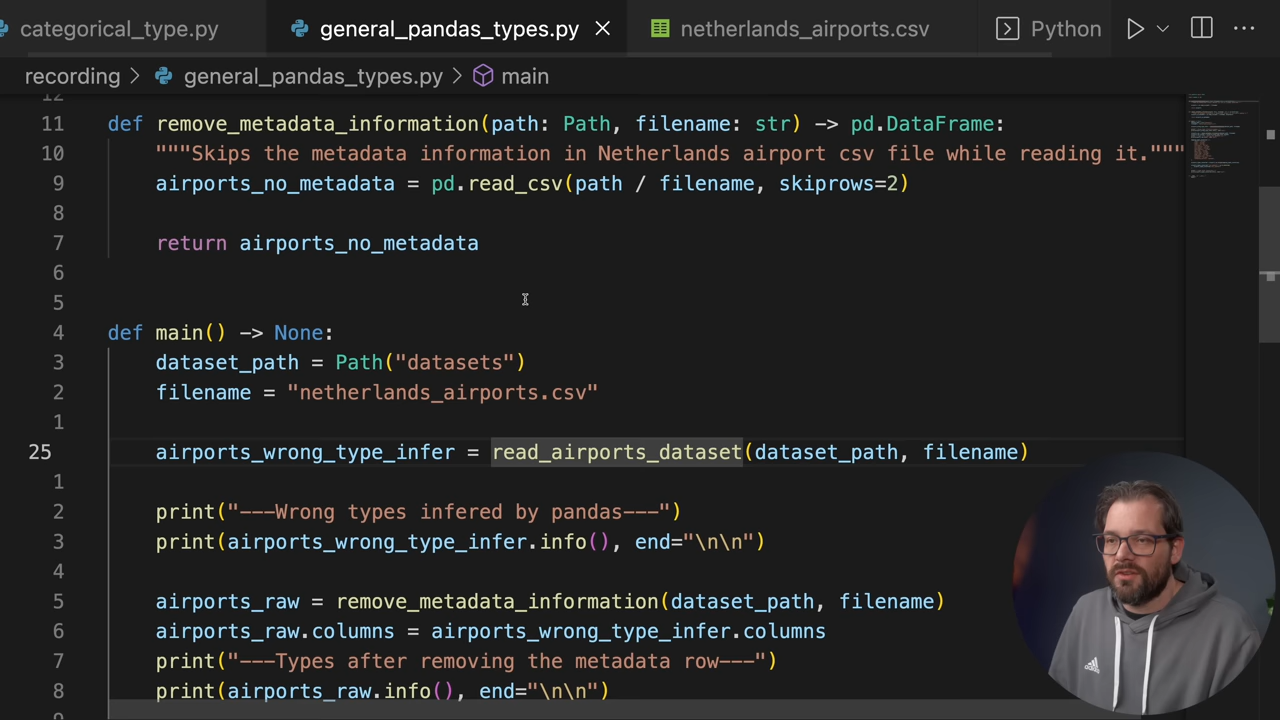 categorical_type.py general_pandas_types.py netherlands_airports.csv Python
recording > general_pandas_types.py > main
12
11 def remove_metadata_information(path: Path, filename: str) -> pd.DataFrame:
10 """Skips the metadata information in Netherlands airport csv file while reading it."""
9 airports_no_metadata = pd.read_csv(path / filename, skiprows=2)
8
7 return airports_no_metadata
6
5
4 def main() -> None:
3 dataset_path = Path("datasets")
2 filename = "netherlands_airports.csv"
1
25 airports_wrong_type_infer = read_airports_dataset(dataset_path, filename)
1
2 print("---Wrong types infered by pandas---")
3 print(airports_wrong_type_infer.info(), end="\n\n")
4
5 airports_raw = remove_metadata_information(dataset_path, filename)
6 airports_raw.columns = airports_wrong_type_infer.columns
7 print("---Types after removing the metadata row---")
8 print(airports_raw.info(), end="\n\n")